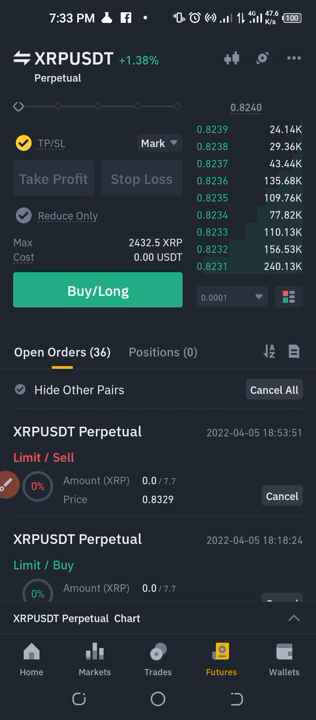 7:33 PM
4G 47.6 K/s 100
XRPUSDT +1.38%
Perpetual
0.8240
TP/SL Mark
Take Profit Stop Loss
Reduce Only
Max 2432.5 XRP
Cost 0.00 USDT
Buy/Long
0.8239 24.14K
0.8238 29.36K
0.8237 43.44K
0.8236 135.68K
0.8235 109.76K
0.8234 77.82K
0.8233 110.13K
0.8232 156.53K
0.8231 240.13K
0.0001
Open Orders (36) Positions (0)
Hide Other Pairs Cancel All
XRPUSDT Perpetual 2022-04-05 18:53:51
Limit / Sell
0% Amount (XRP) 0.0 / 7.7
Price 0.8329
Cancel
XRPUSDT Perpetual 2022-04-05 18:18:24
Limit / Buy
0% Amount (XRP) 0.0 / 7.7
XRPUSDT Perpetual Chart
Home Markets Trades Futures Wallets